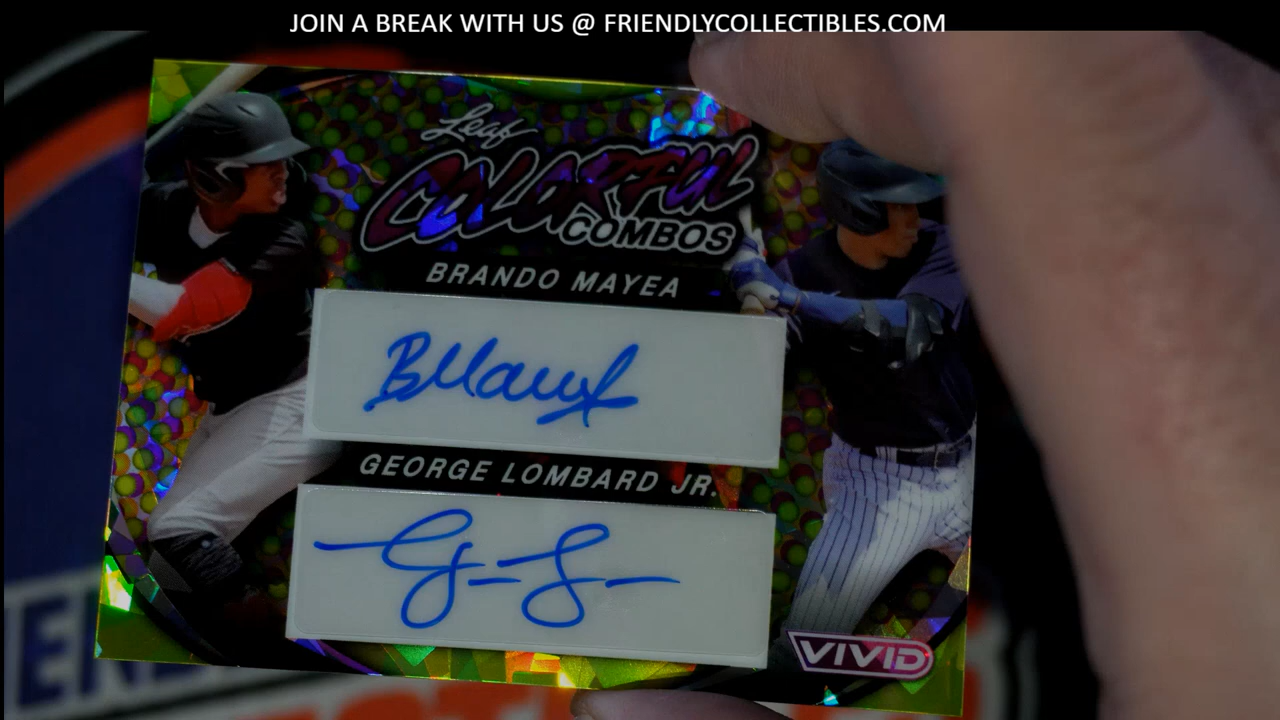 JOIN A BREAK WITH US @ FRIENDLYCOLLECTIBLES.COM
Leaf
COLORFUL
COMBOS
BRANDO MAYEA
GEORGE LOMBARD JR.
VIVID